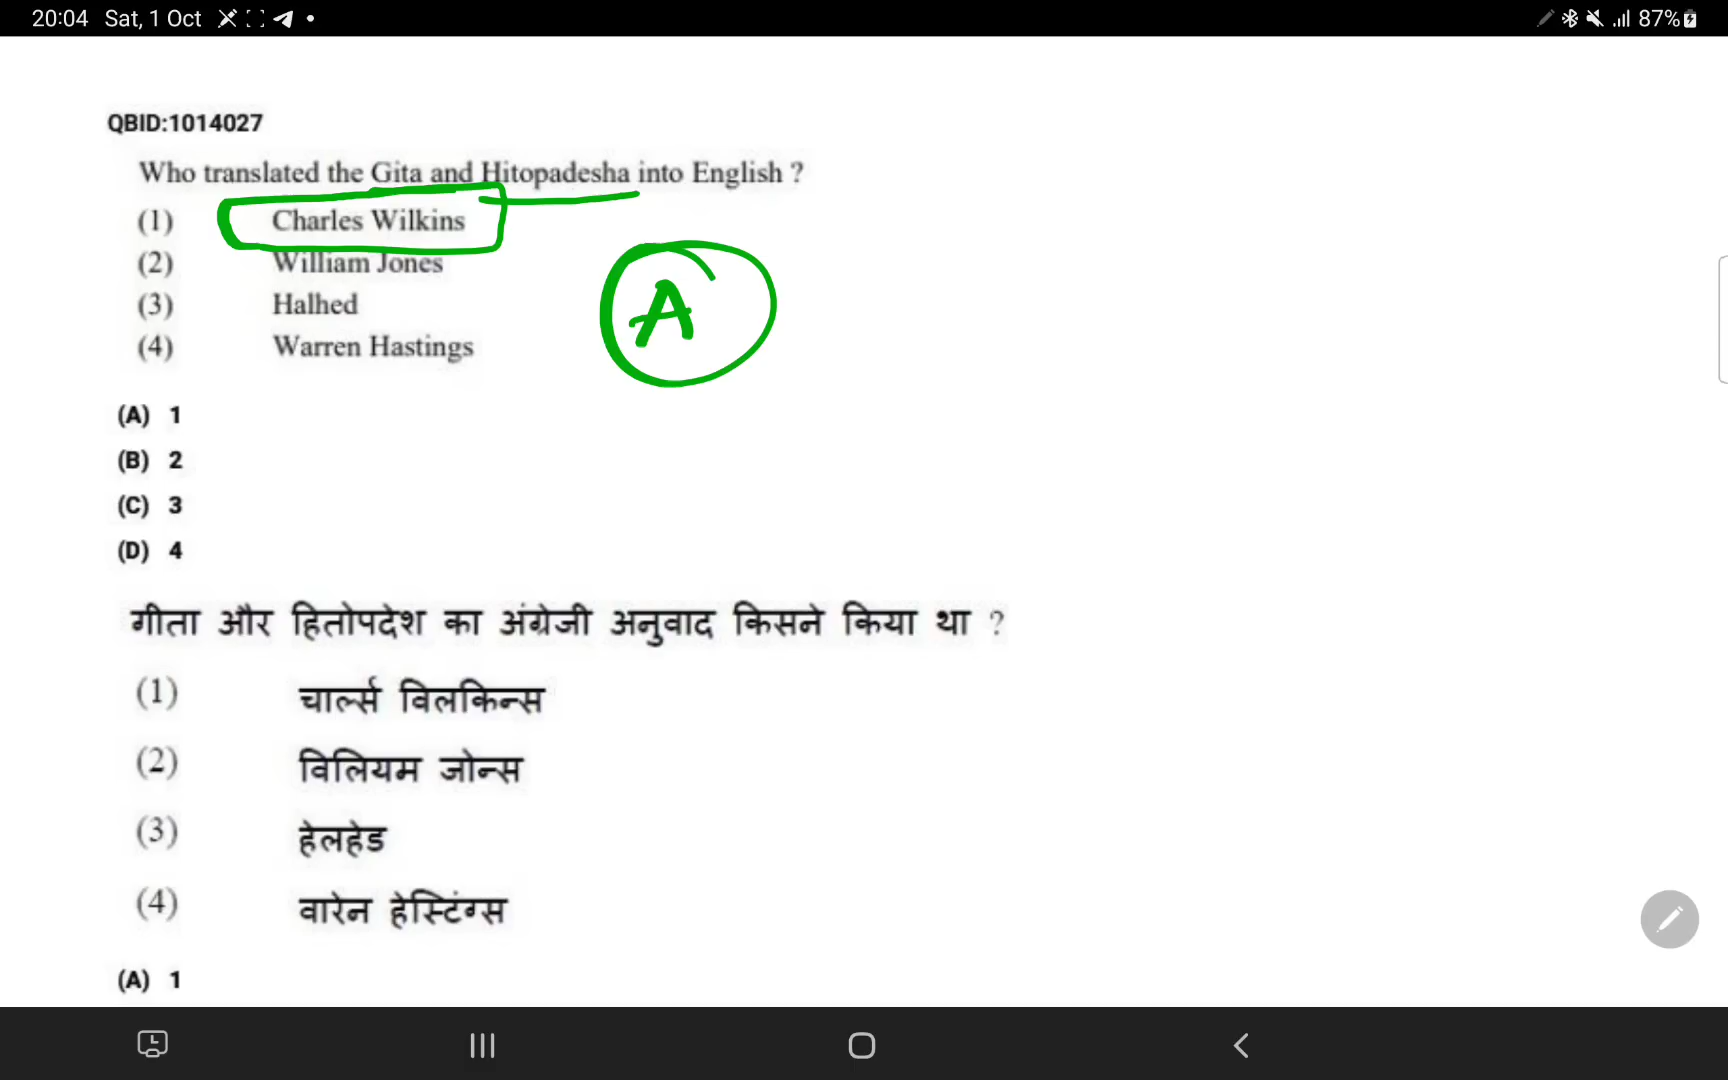 20:04 Sat, 1 Oct 87%
QBID:1014027
Who translated the Gita and Hitopadesha into English ?
(1) Charles Wilkins
(2) William Jones
(3) Halhed
(4) Warren Hastings
A
(A) 1
(B) 2
(C) 3
(D) 4
गीता और हितोपदेश का अंग्रेजी अनुवाद किसने किया था ?
(1) चार्ल्स विलकिन्स
(2) विलियम जोन्स
(3) हेलहेड
(4) वारेन हेस्टिंग्स
(A) 1